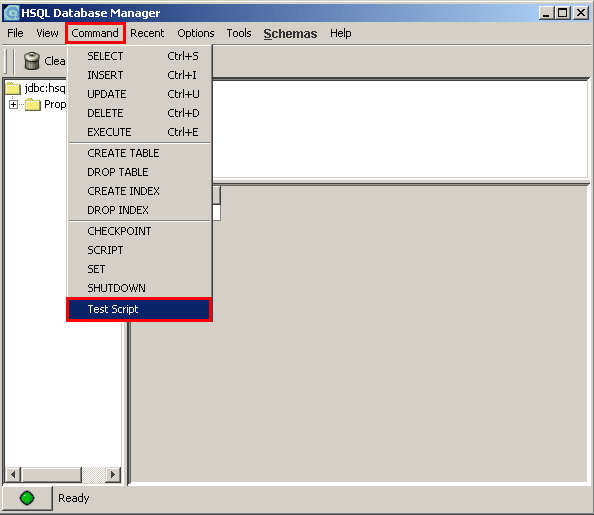 HSQL Database Manager
File View Command Recent Options Tools Schemas Help
Clea
jdbc:hsq
Prop
SELECT Ctrl+S
INSERT Ctrl+I
UPDATE Ctrl+U
DELETE Ctrl+D
EXECUTE Ctrl+E
CREATE TABLE
DROP TABLE
CREATE INDEX
DROP INDEX
CHECKPOINT
SCRIPT
SET
SHUTDOWN
Test Script
Ready